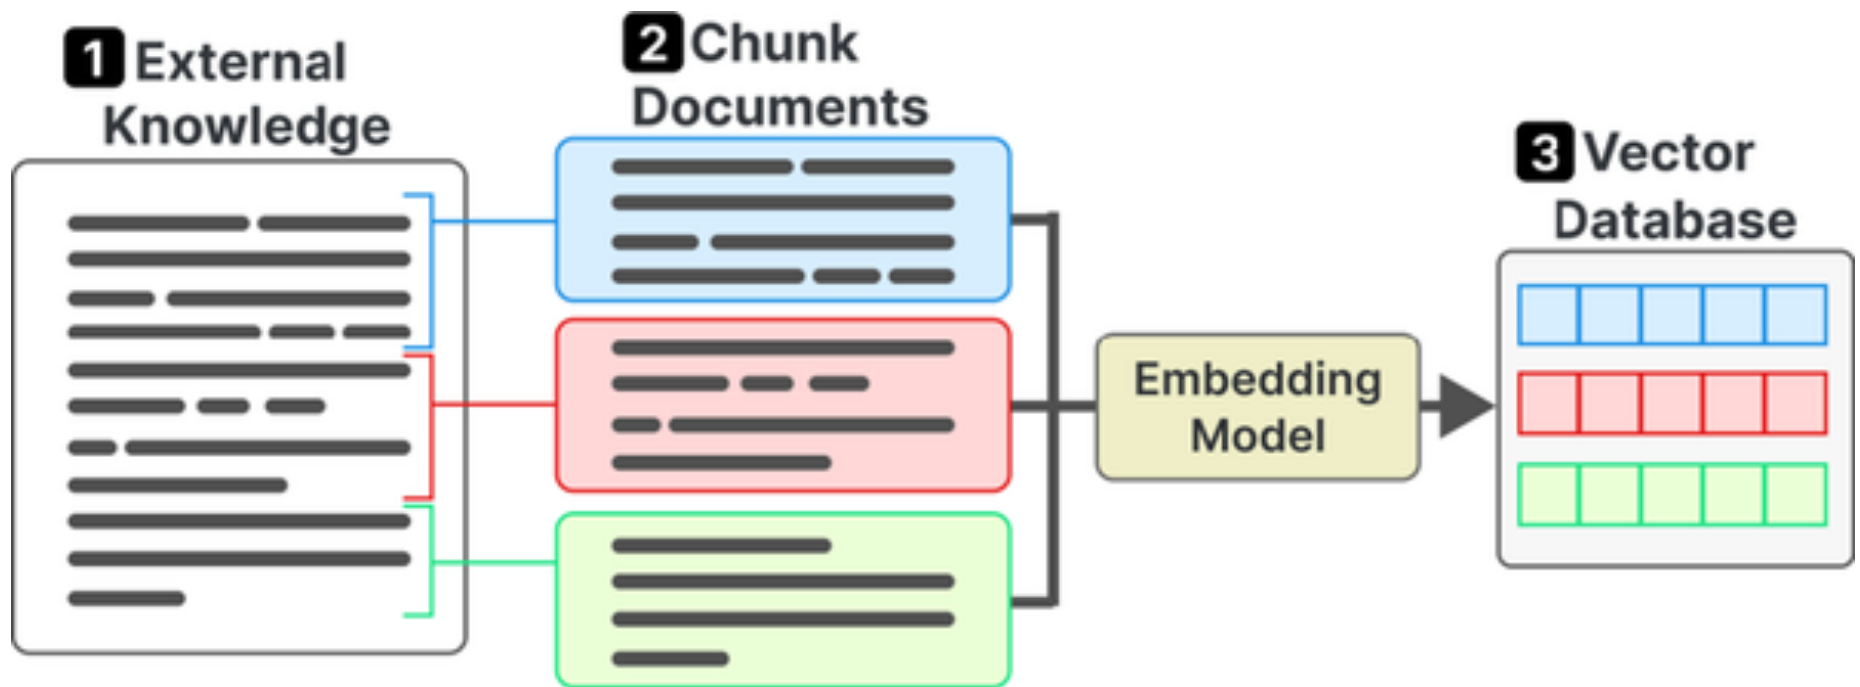 1 External
Knowledge
2 Chunk
Documents
Embedding
Model
3 Vector
Database